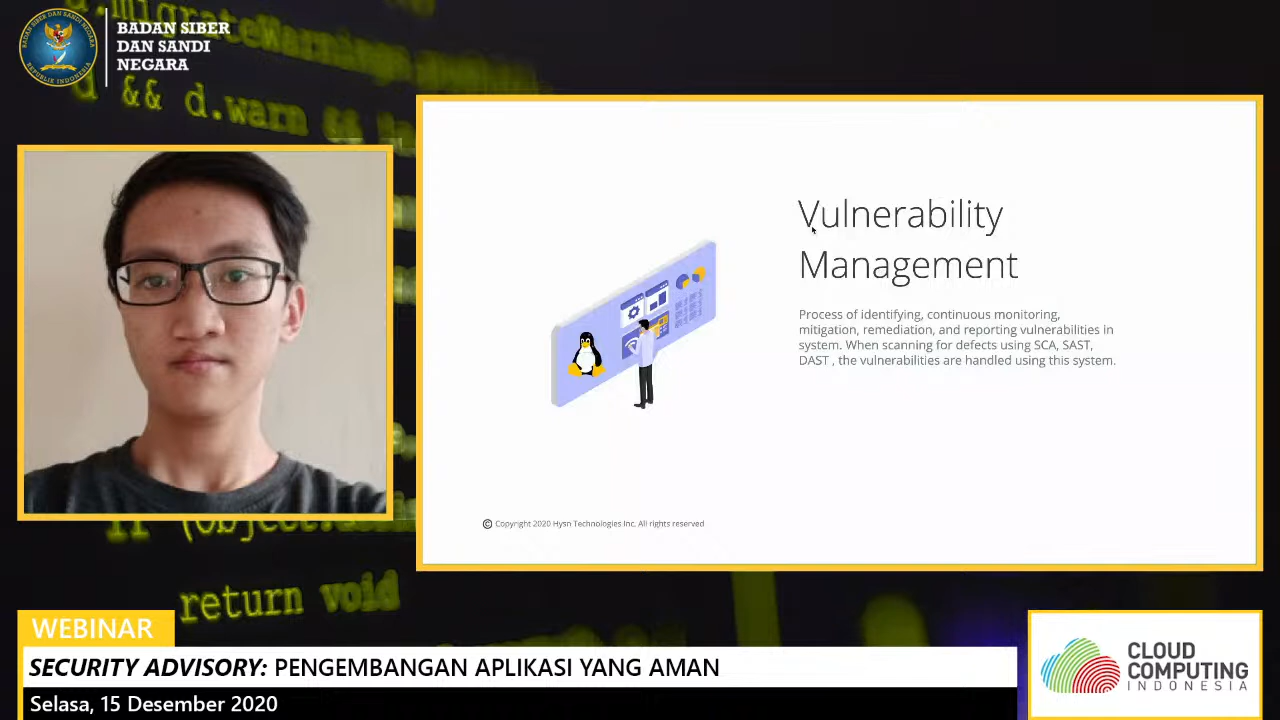 BADAN SIBER
DAN SANDI
NEGARA
d && d.warn &&
Vulnerability
Management
Process of identifying, continuous monitoring,
mitigation, remediation, and reporting vulnerabilities in
system. When scanning for defects using SCA, SAST,
DAST , the vulnerabilities are handled using this system.
© Copyright 2020 Hysn Technologies Inc. All rights reserved
return void
WEBINAR
SECURITY ADVISORY: PENGEMBANGAN APLIKASI YANG AMAN
Selasa, 15 Desember 2020
CLOUD
COMPUTING
INDONESIA